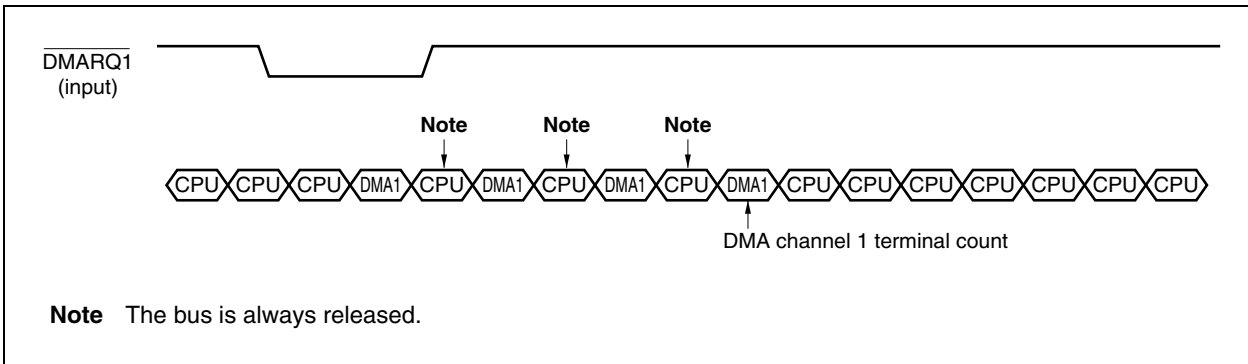 DMARQ1
(input)
Note Note Note
CPU CPU CPU DMA1 CPU DMA1 CPU DMA1 CPU DMA1 CPU CPU CPU CPU CPU CPU CPU
DMA channel 1 terminal count
Note The bus is always released.